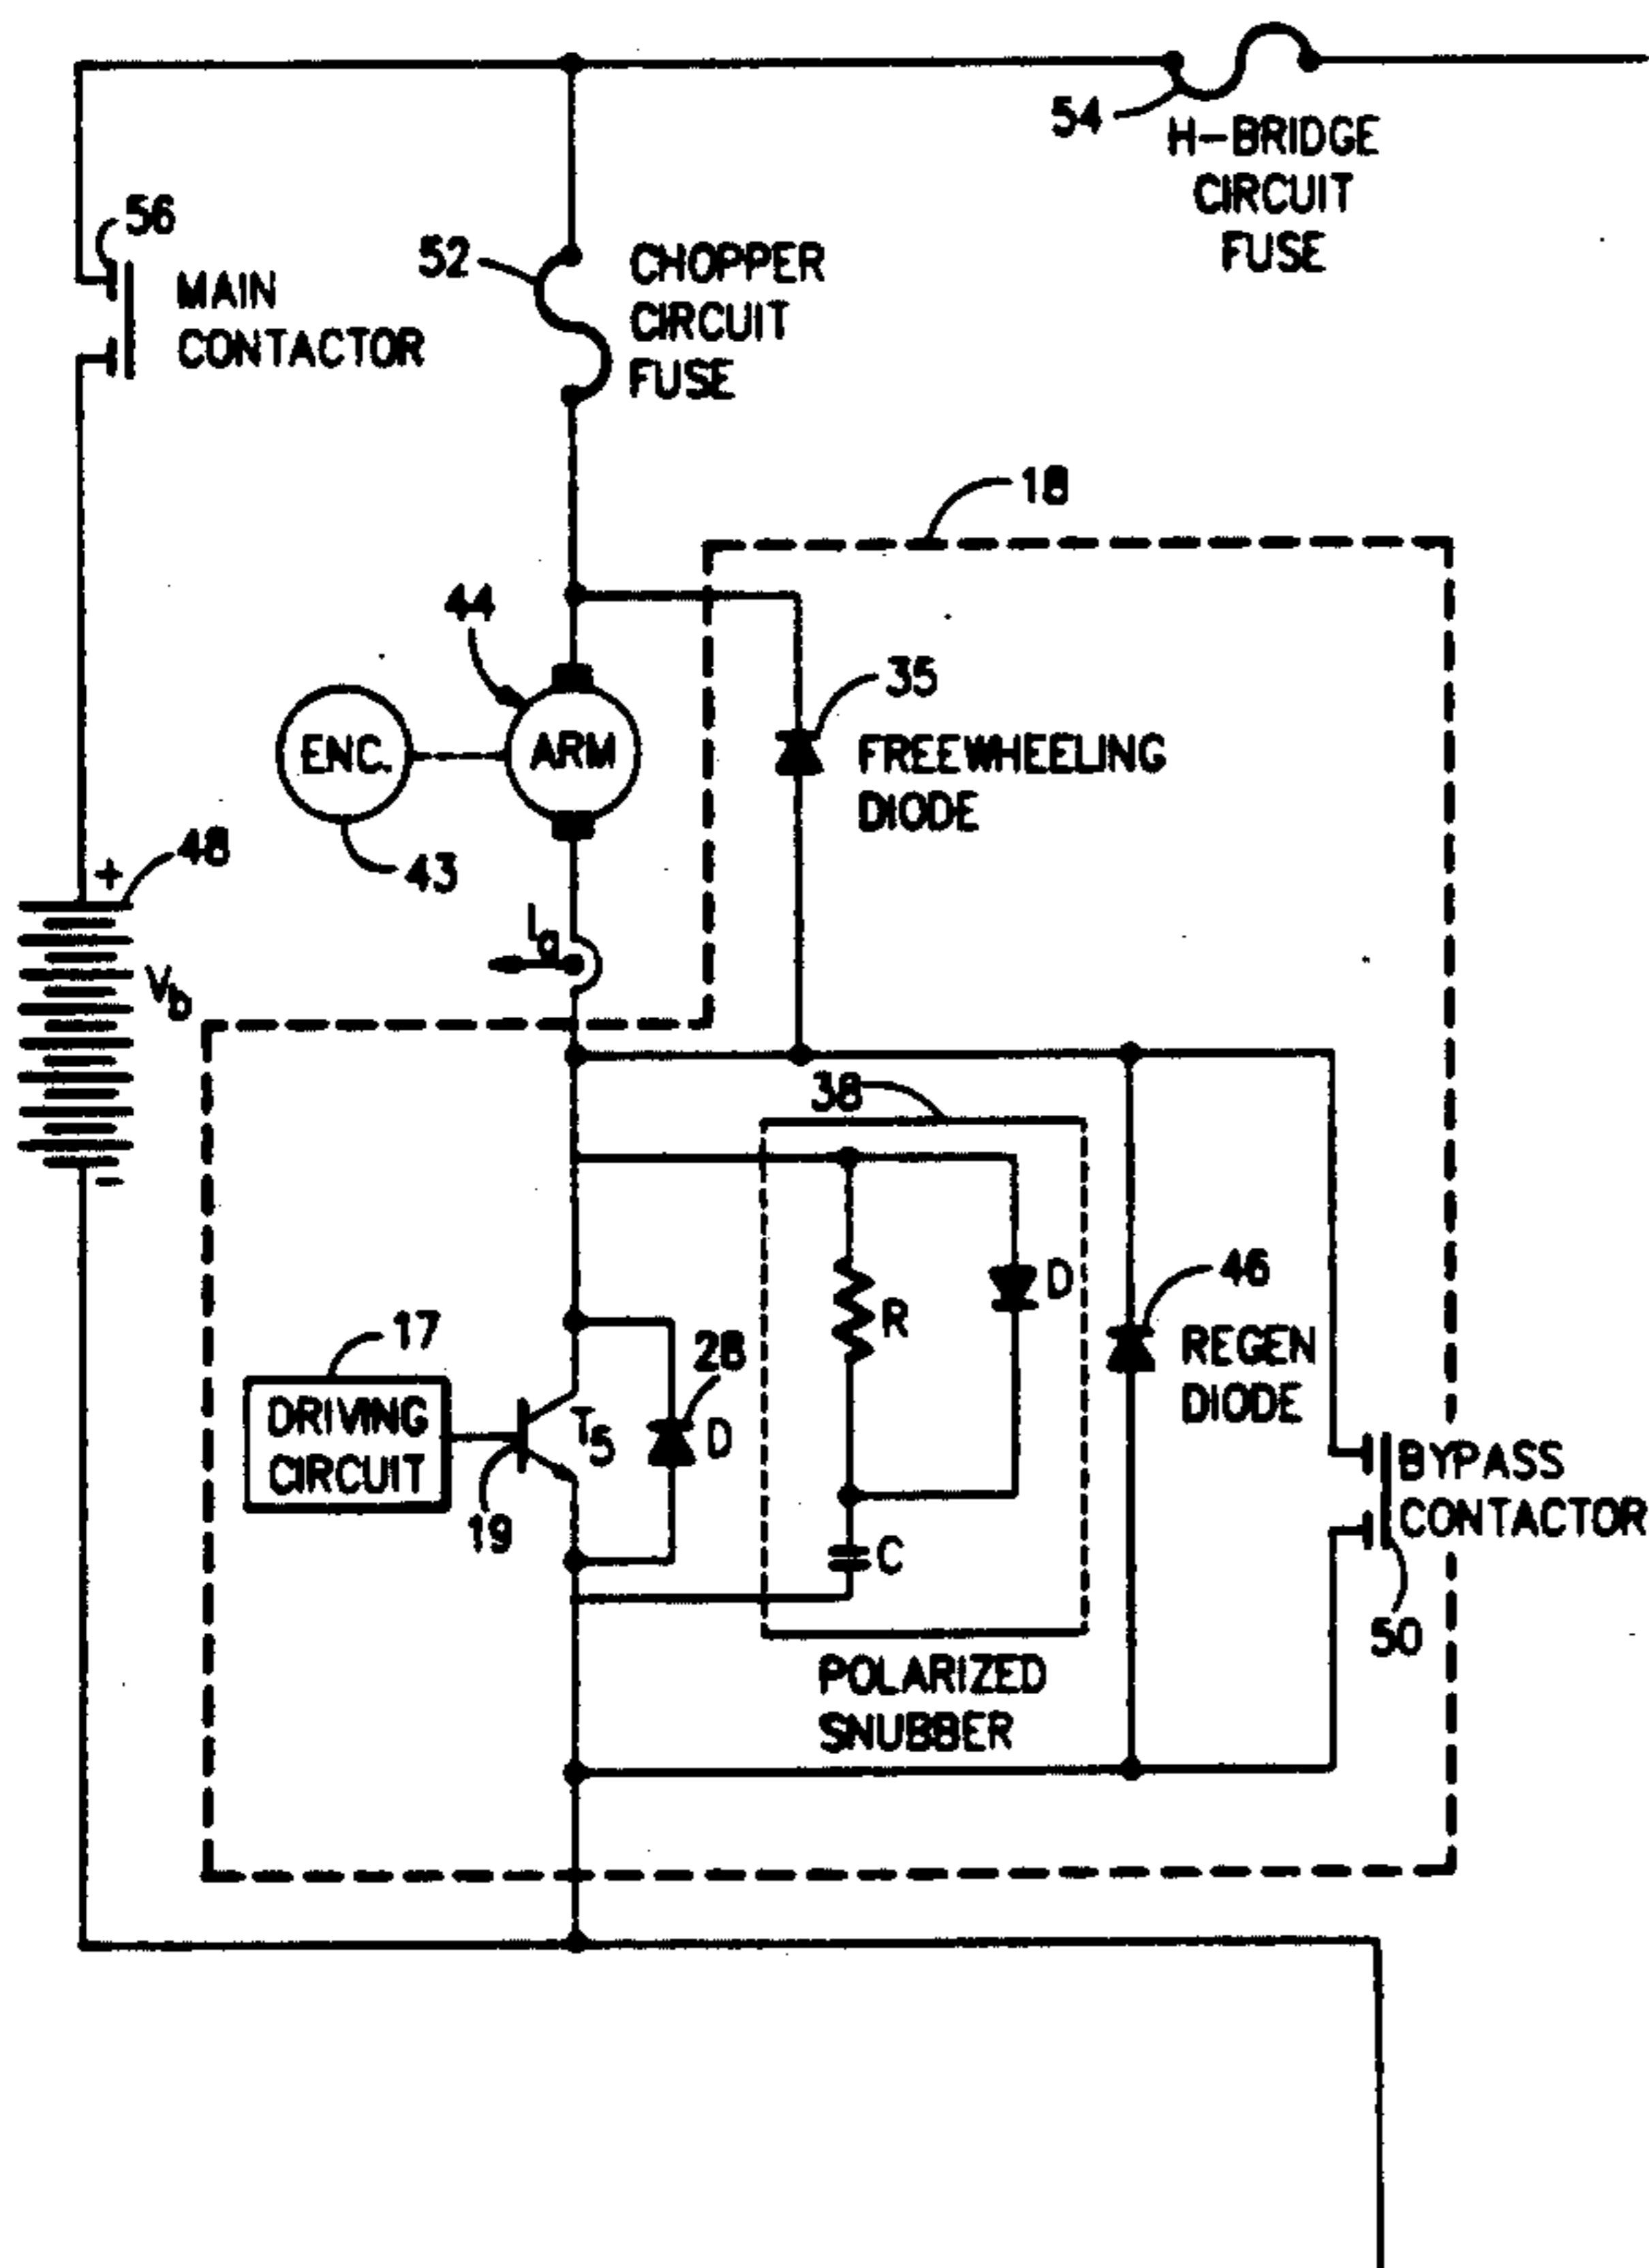 54
H-BRIDGE
CIRCUIT
FUSE
56
MAIN
CONTACTOR
52
CHOPPER
CIRCUIT
FUSE
18
44
35
ENC.
ARM
FREEWHEELING
DIODE
43
48
+
Ia
Vb
-
38
46
D
R
REGEN
DIODE
17
28
DRIVING
CIRCUIT
T5
D
19
C
BYPASS
CONTACTOR
50
POLARIZED
SNUBBER